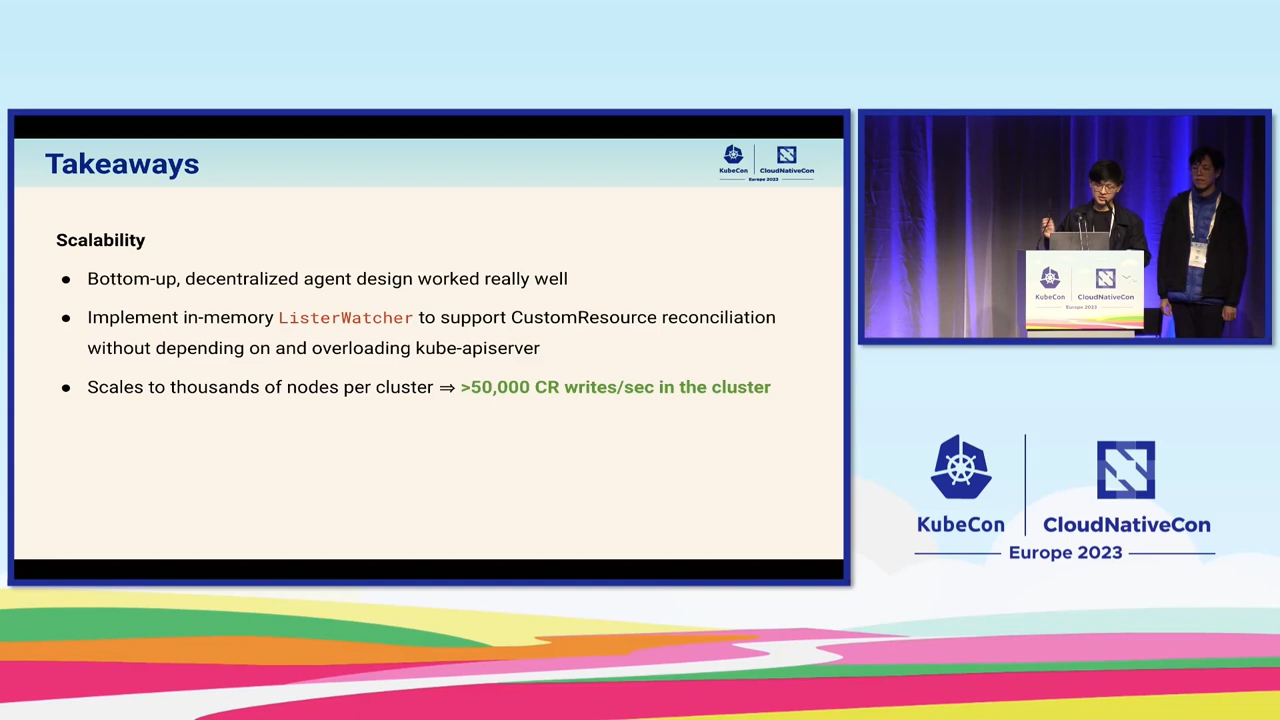 Takeaways
KubeCon
CloudNativeCon
Europe 2023
Scalability
● Bottom-up, decentralized agent design worked really well
● Implement in-memory ListerWatcher to support CustomResource reconciliation
without depending on and overloading kube-apiserver
● Scales to thousands of nodes per cluster ⇒ >50,000 CR writes/sec in the cluster
KubeCon
CloudNativeCon
Europe 2023
KubeCon
CloudNativeCon
Europe 2023